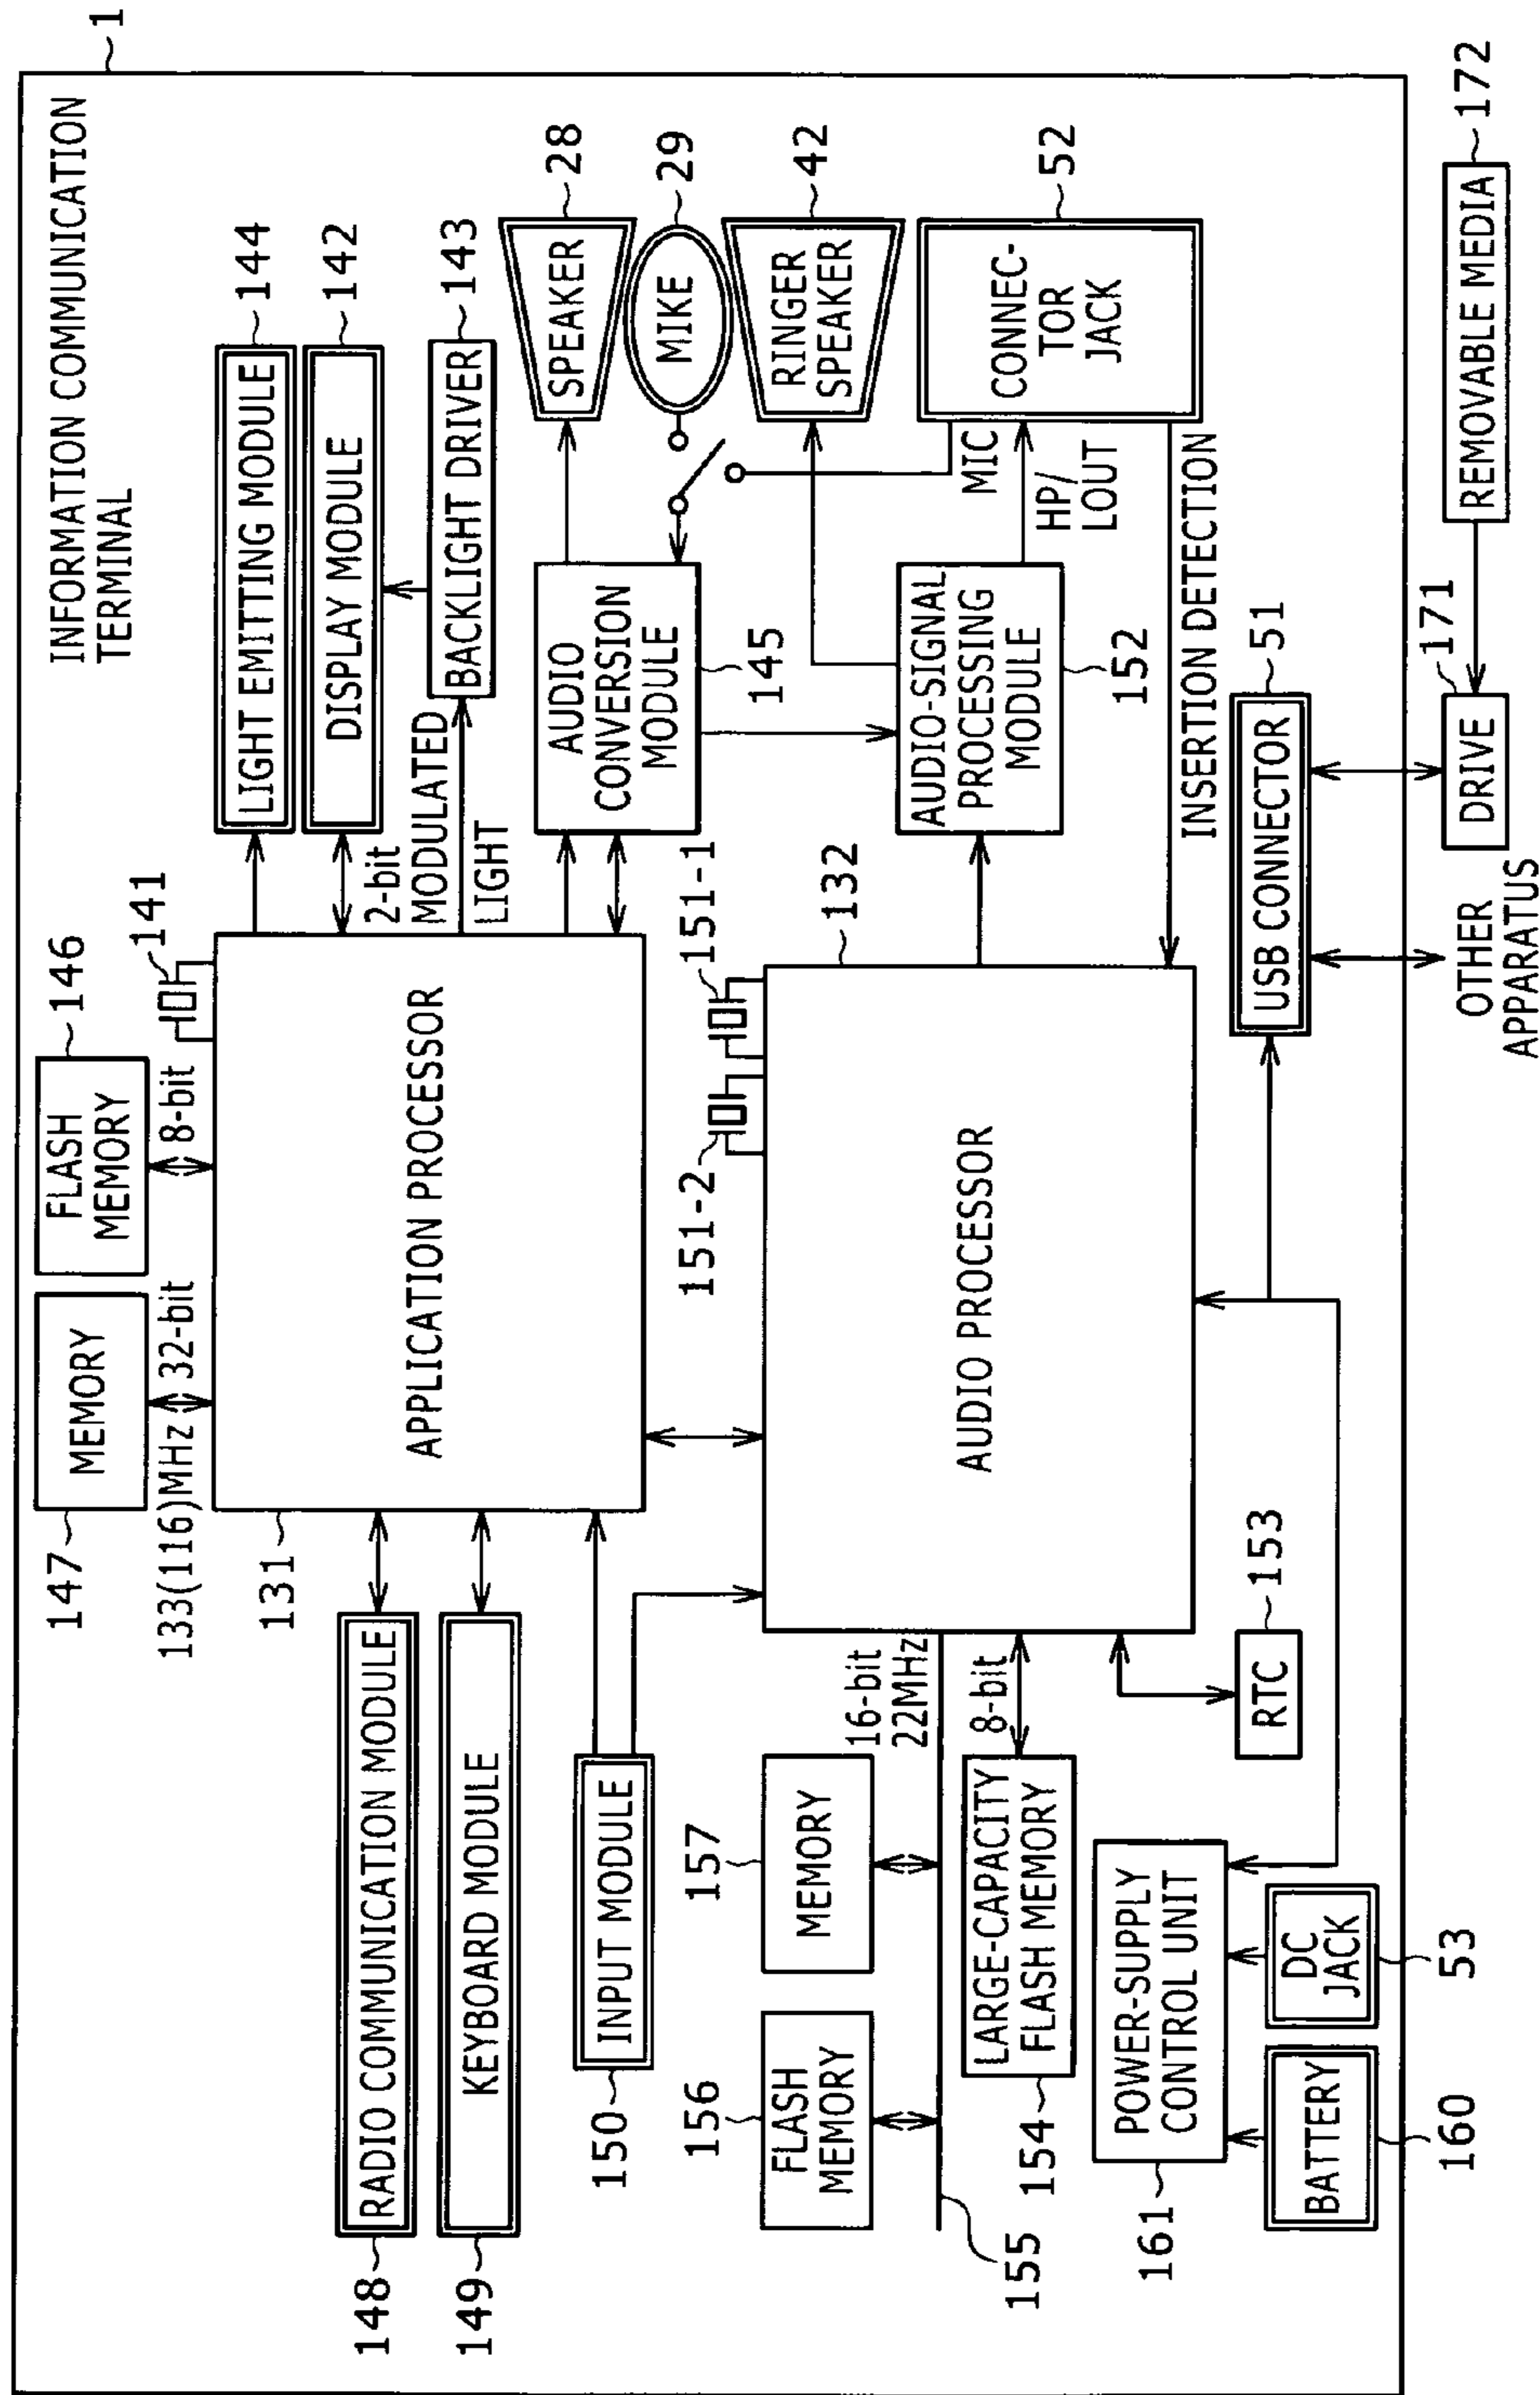 1
INFORMATION COMMUNICATION
TERMINAL
147
MEMORY
FLASH
MEMORY
146
133(116)MHz
32-bit
8-bit
141
131
APPLICATION PROCESSOR
148
RADIO COMMUNICATION MODULE
149
KEYBOARD MODULE
150
INPUT MODULE
LIGHT EMITTING MODULE
144
DISPLAY MODULE
142
2-bit
MODULATED
LIGHT
BACKLIGHT DRIVER
143
AUDIO
CONVERSION
MODULE
145
SPEAKER
28
MIKE
29
RINGER
SPEAKER
42
CONNEC-
TOR
JACK
52
MIC
HP/
LOUT
AUDIO-SIGNAL
PROCESSING
MODULE
152
INSERTION DETECTION
151-2
151-1
132
AUDIO PROCESSOR
156
FLASH
MEMORY
157
MEMORY
16-bit
22MHz
155
8-bit
LARGE-CAPACITY
FLASH MEMORY
154
RTC
153
POWER-SUPPLY
CONTROL UNIT
161
BATTERY
160
DC
JACK
53
USB CONNECTOR
51
OTHER
APPARATUS
DRIVE
171
REMOVABLE MEDIA
172